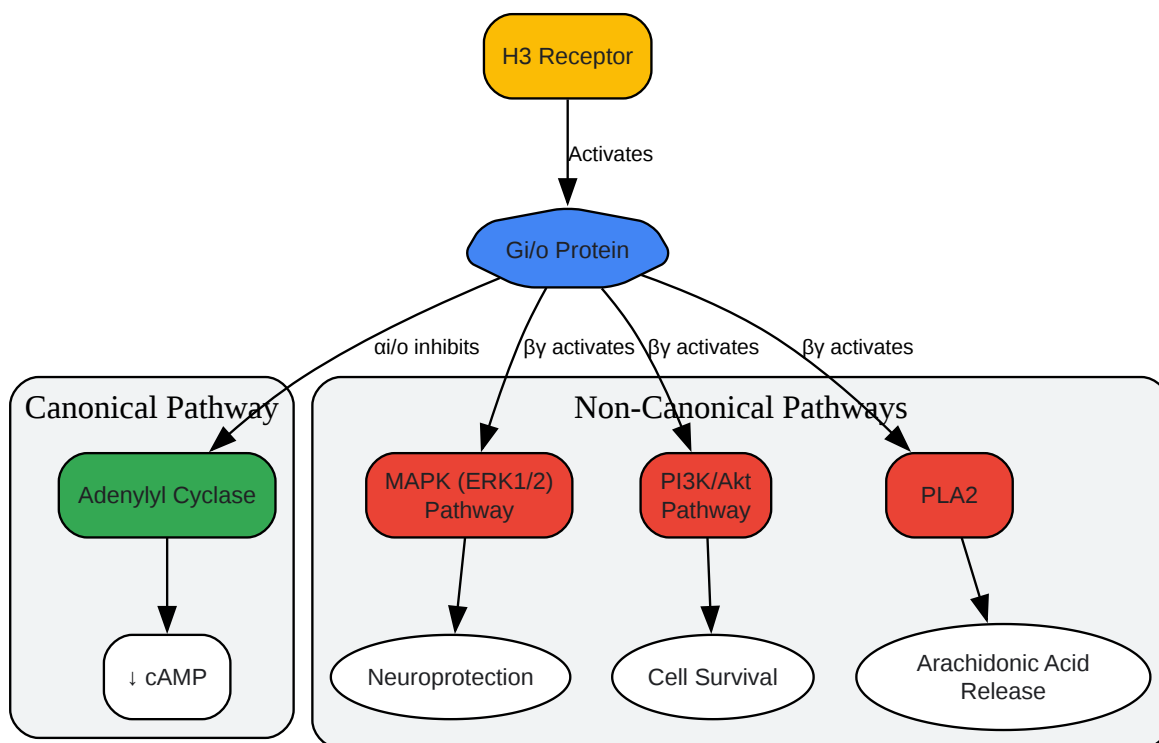 H3 Receptor
Activates
Gi/o Protein
αi/o inhibits
βγ activates
βγ activates
βγ activates
Canonical Pathway
Non-Canonical Pathways
Adenylyl Cyclase
MAPK (ERK1/2)
Pathway
PI3K/Akt
Pathway
PLA2
↓ cAMP
Neuroprotection
Cell Survival
Arachidonic Acid
Release